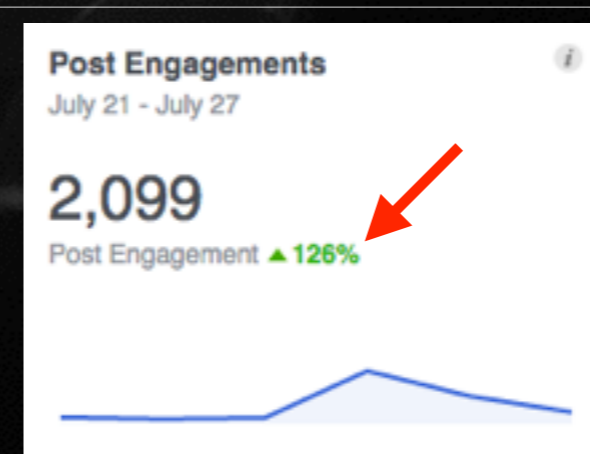 Post Engagements
July 21 - July 27
2,099
Post Engagement ▲ 126%